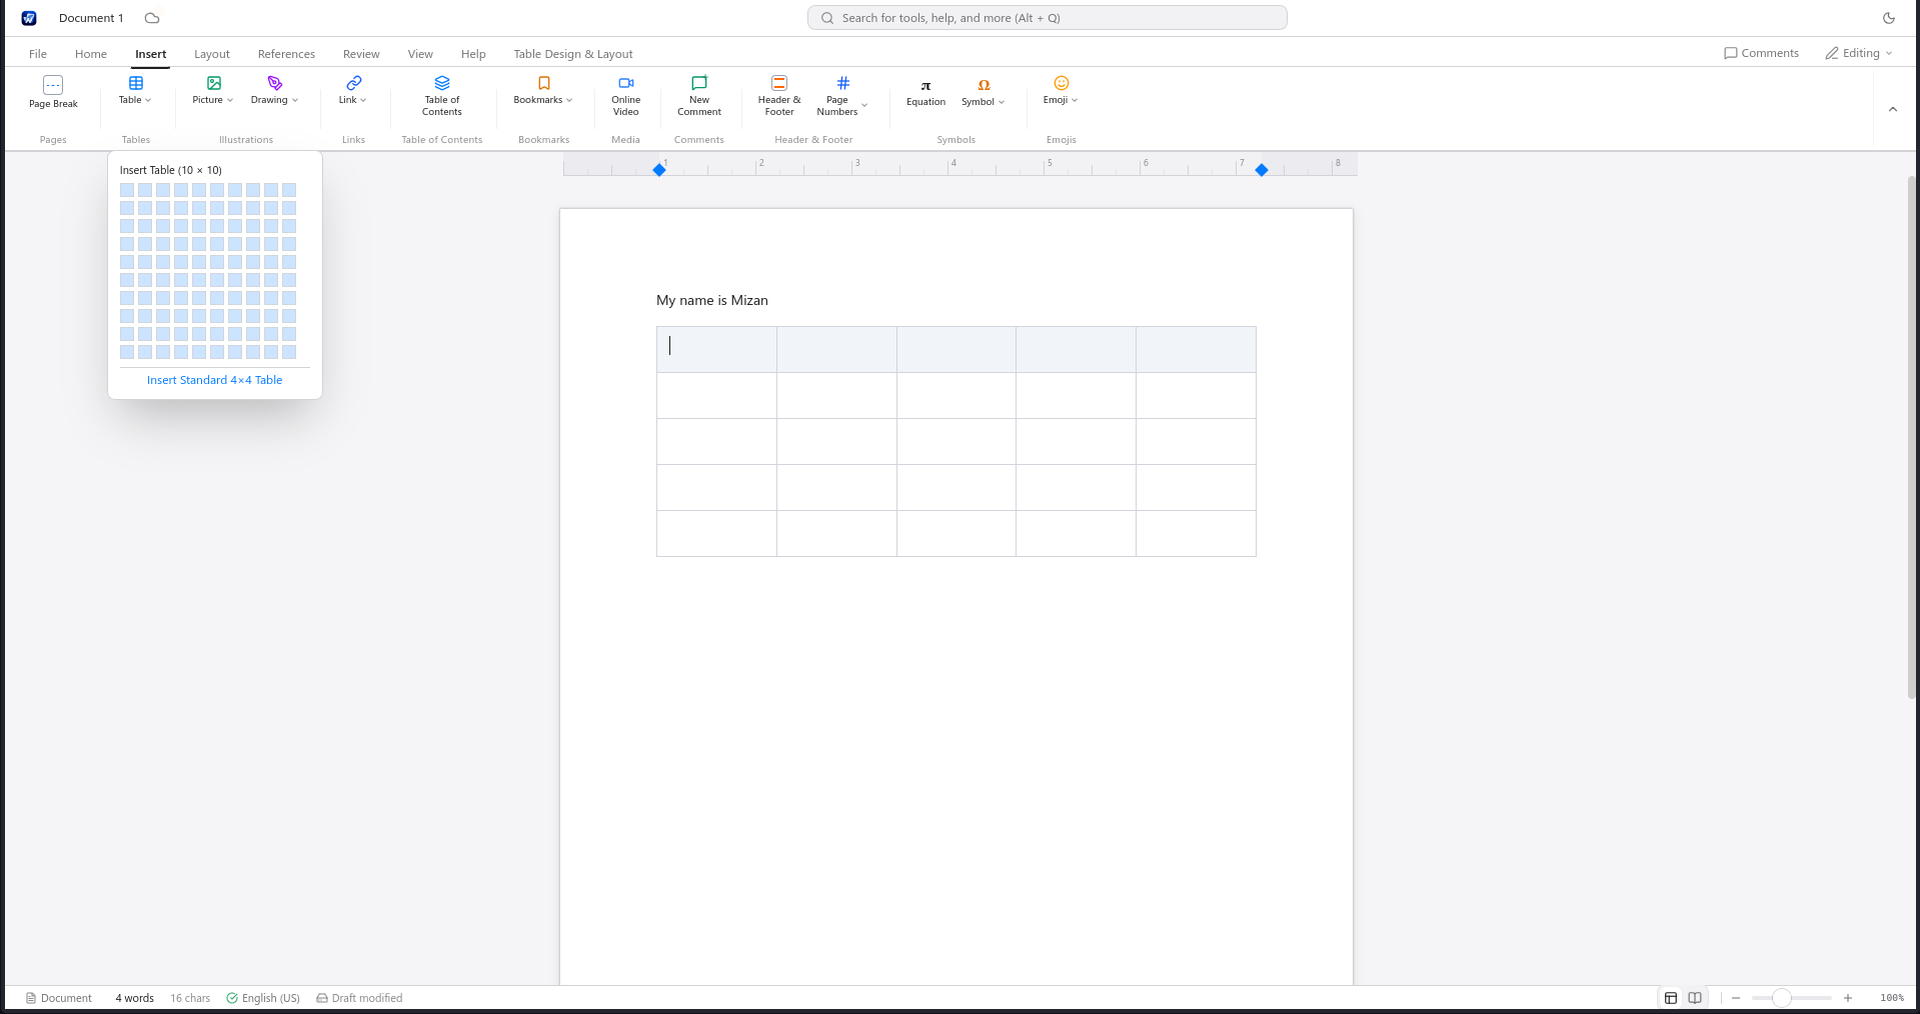 Document 1
Search for tools, help, and more (Alt + Q)
File Home Insert Layout References Review View Help Table Design & Layout
Comments Editing
Page Break
Table
Picture
Drawing
Link
Table of
Contents
Bookmarks
Online
Video
New
Comment
Header &
Footer
Page
Numbers
π
Equation
Ω
Symbol
Emoji
Pages Tables Illustrations Links Table of Contents Bookmarks Media Comments Header & Footer Symbols Emojis
Insert Table (10 × 10)
Insert Standard 4×4 Table
1 2 3 4 5 6 7 8
My name is Mizan
Document 4 words 16 chars English (US) Draft modified
100%